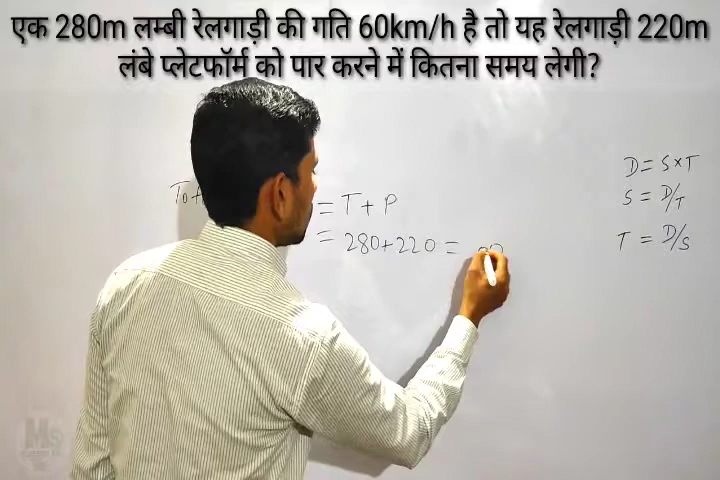 एक 280m लम्बी रेलगाड़ी की गति 60km/h है तो यह रेलगाड़ी 220m
लंबे प्लेटफॉर्म को पार करने में कितना समय लेगी?
D = S×T
= T + P
S = D/T
= 280+220 =
T = D/S